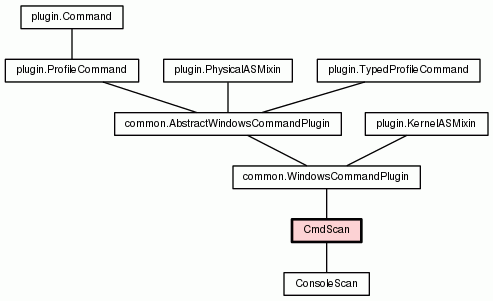 plugin.Command
plugin.ProfileCommand
plugin.PhysicalASMixin
plugin.TypedProfileCommand
common.AbstractWindowsCommandPlugin
plugin.KernelASMixin
common.WindowsCommandPlugin
CmdScan
ConsoleScan